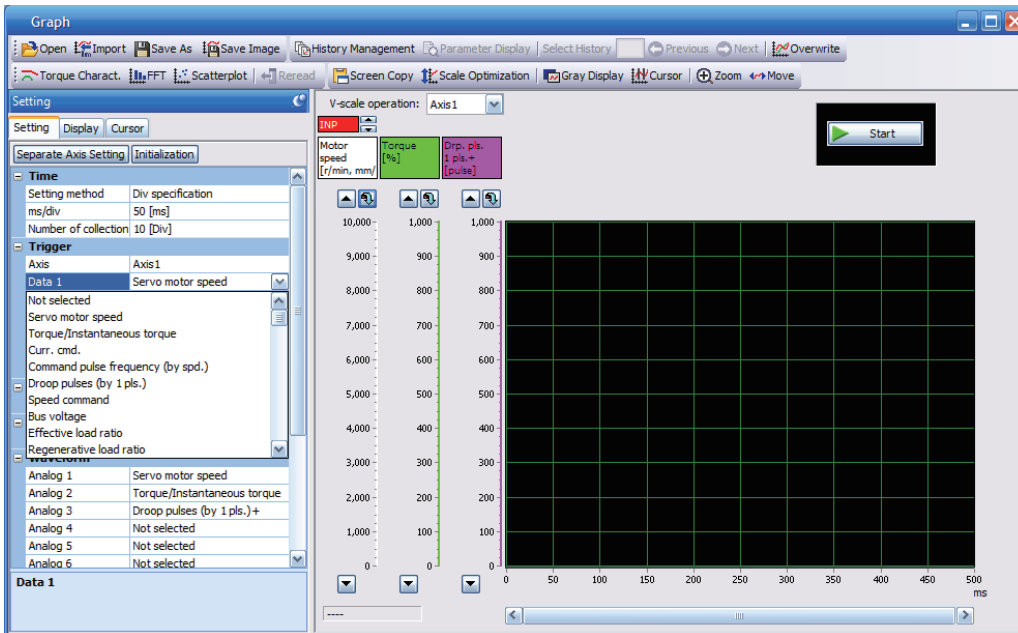 Graph
Open Import Save As Save Image History Management Parameter Display Select History Previous Next Overwrite
Torque Charact. FFT Scatterplot Reread Screen Copy Scale Optimization Gray Display Cursor Zoom Move
Setting
Setting Display Cursor
Separate Axis Setting Initialization
Time
Setting method Div specification
ms/div 50 [ms]
Number of collection 10 [Div]
Trigger
Axis Axis1
Data 1 Servo motor speed
Not selected
Servo motor speed
Torque/Instantaneous torque
Curr. cmd.
Command pulse frequency (by spd.)
Droop pulses (by 1 pls.)
Speed command
Bus voltage
Effective load ratio
Regenerative load ratio
Waveform
Analog 1 Servo motor speed
Analog 2 Torque/Instantaneous torque
Analog 3 Droop pulses (by 1 pls.)+
Analog 4 Not selected
Analog 5 Not selected
Analog 6 Not selected
Data 1
V-scale operation: Axis1
INP
Motor speed [r/min, mm/
Torque [%]
Drp. pls. 1 pls.+ [pulse]
Start
10,000 1,000 1,000
9,000 900 900
8,000 800 800
7,000 700 700
6,000 600 600
5,000 500 500
4,000 400 400
3,000 300 300
2,000 200 200
1,000 100 100
0 0 0
0 50 100 150 200 250 300 350 400 450 500
ms
----